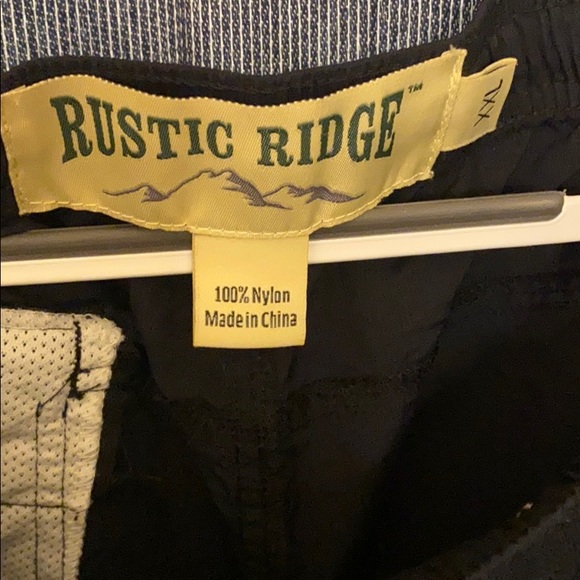 RUSTIC RIDGE™
XXL
100% Nylon
Made in China